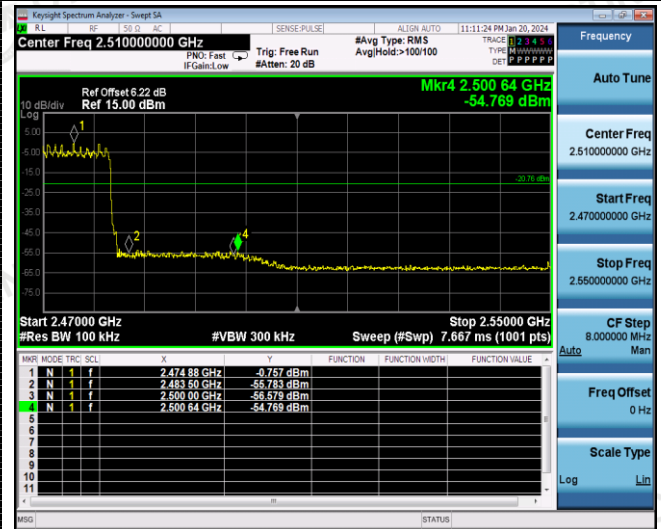 Keysight Spectrum Analyzer - Swept SA
RL RF 50 Ω AC SENSE:PULSE ALIGN AUTO 11:11:24 PM Jan 20, 2024
Center Freq 2.510000000 GHz
PNO: Fast
IFGain:Low
Trig: Free Run
#Atten: 20 dB
#Avg Type: RMS
Avg|Hold:>100/100
TRACE 1 2 3 4 5 6
TYPE M W W W W W
DET P P P P P P
Frequency
Mkr4 2.500 64 GHz
-54.769 dBm
Ref Offset 6.22 dB
10 dB/div Ref 15.00 dBm
Log
5.00
-5.00
-15.0
-25.0
-35.0
-45.0
-55.0
-65.0
-75.0
1
2
4
-20.76 dBm
Start 2.47000 GHz Stop 2.55000 GHz
#Res BW 100 kHz #VBW 300 kHz Sweep (#Swp) 7.667 ms (1001 pts)
MKR MODE TRC SCL X Y FUNCTION FUNCTION WIDTH FUNCTION VALUE
1 N 1 f 2.474 88 GHz -0.757 dBm
2 N 1 f 2.483 50 GHz -55.783 dBm
3 N 1 f 2.500 00 GHz -56.579 dBm
4 N 1 f 2.500 64 GHz -54.769 dBm
5
6
7
8
9
10
11
MSG STATUS
Auto Tune
Center Freq
2.510000000 GHz
Start Freq
2.470000000 GHz
Stop Freq
2.550000000 GHz
CF Step
8.000000 MHz
Auto Man
Freq Offset
0 Hz
Scale Type
Log Lin